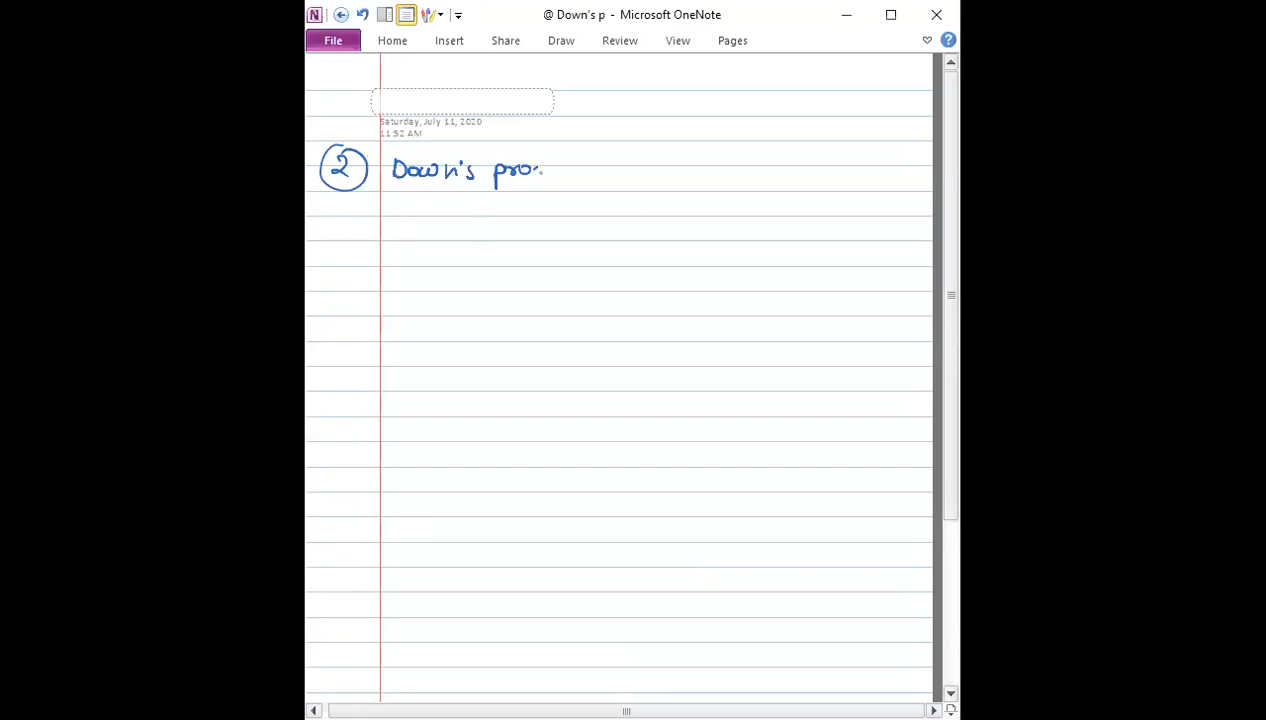 @ Down's p - Microsoft OneNote
File Home Insert Share Draw Review View Pages
Saturday, July 11, 2020
11:52 AM
2 Down's pro